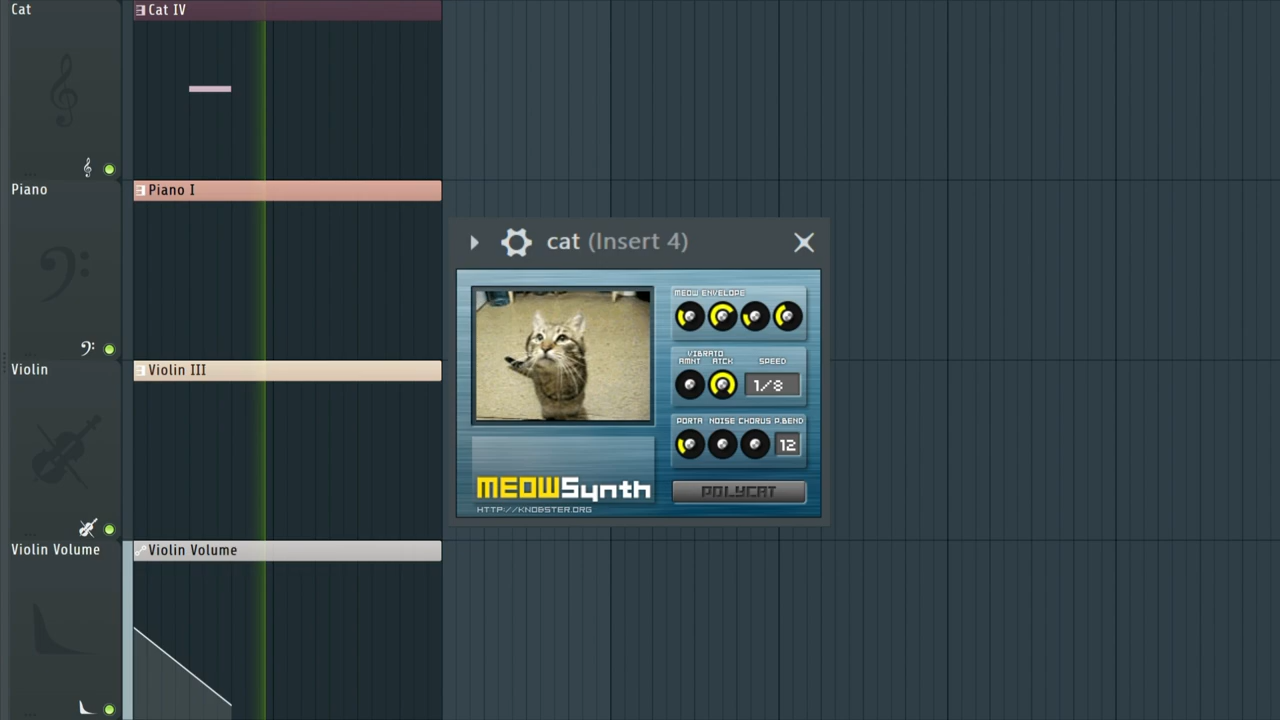 Cat
Cat IV
Piano
Piano I
cat (Insert 4)
MEOW ENVELOPE
VIBRATO
AMNT ATCK SPEED
1/8
Violin
Violin III
PORTA NOISE CHORUS P.BEND
12
MEOWSynth
POLYCAT
HTTP://KNOBSTER.ORG
Violin Volume
Violin Volume